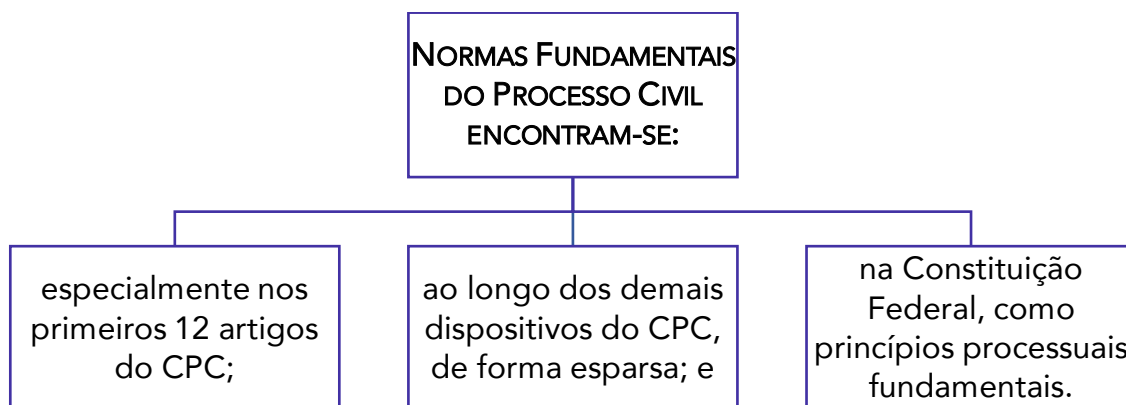 NORMAS FUNDAMENTAIS
DO PROCESSO CIVIL
ENCONTRAM-SE:
especialmente nos
primeiros 12 artigos
do CPC;
ao longo dos demais
dispositivos do CPC,
de forma esparsa; e
na Constituição
Federal, como
princípios processuais
fundamentais.